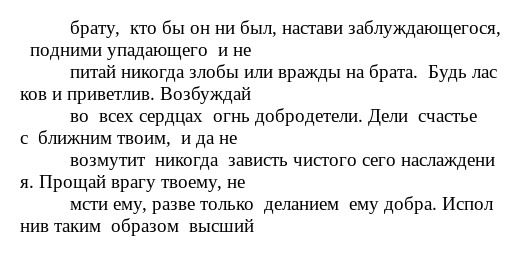 брату, кто бы он ни был, настави заблуждающегося,
подними упадающего и не
питай никогда злобы или вражды на брата. Будь лас
ков и приветлив. Возбуждай
во всех сердцах огнь добродетели. Дели счастье
с ближним твоим, и да не
возмутит никогда зависть чистого сего наслаждени
я. Прощай врагу твоему, не
мсти ему, разве только деланием ему добра. Испол
нив таким образом высший